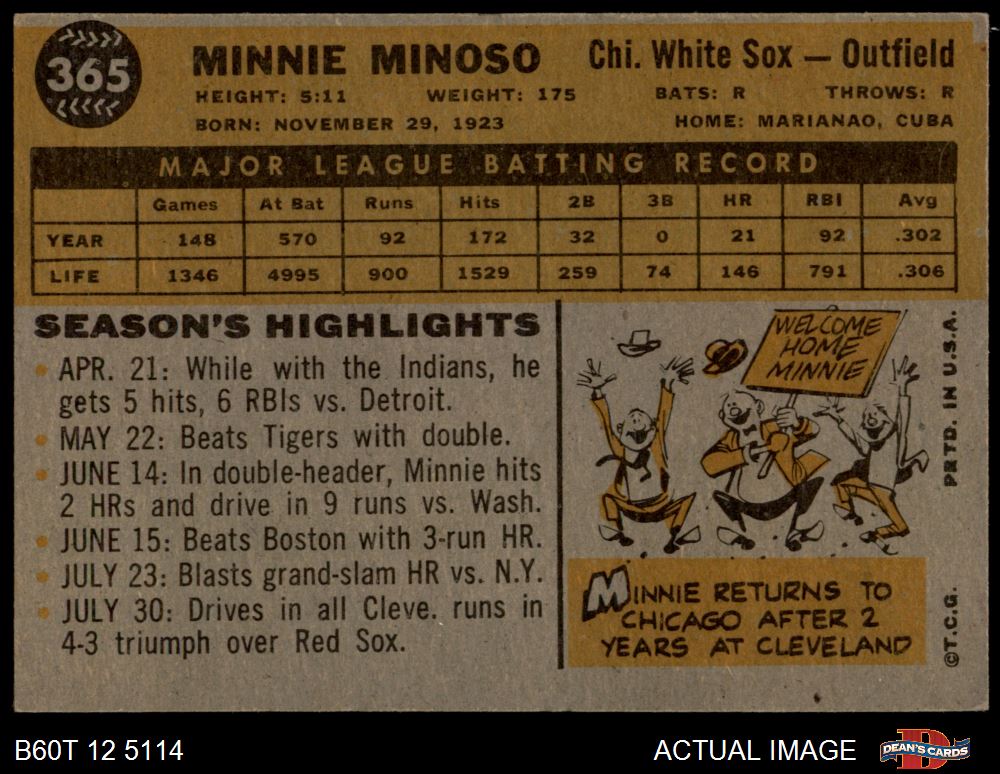 365
MINNIE MINOSO Chi. White Sox — Outfield
HEIGHT: 5:11 WEIGHT: 175 BATS: R THROWS: R
BORN: NOVEMBER 29, 1923 HOME: MARIANAO, CUBA
MAJOR LEAGUE BATTING RECORD
Games At Bat Runs Hits 2B 3B HR RBI Avg
YEAR 148 570 92 172 32 0 21 92 .302
LIFE 1346 4995 900 1529 259 74 146 791 .306
SEASON'S HIGHLIGHTS
• APR. 21: While with the Indians, he
gets 5 hits, 6 RBIs vs. Detroit.
• MAY 22: Beats Tigers with double.
• JUNE 14: In double-header, Minnie hits
2 HRs and drive in 9 runs vs. Wash.
• JUNE 15: Beats Boston with 3-run HR.
• JULY 23: Blasts grand-slam HR vs. N.Y.
• JULY 30: Drives in all Cleve. runs in
4-3 triumph over Red Sox.
WELCOME
HOME
MINNIE
MINNIE RETURNS TO
CHICAGO AFTER 2
YEARS AT CLEVELAND
©T.C.G. PRTD. IN U.S.A.
B60T 12 5114 ACTUAL IMAGE DEAN'S CARDS